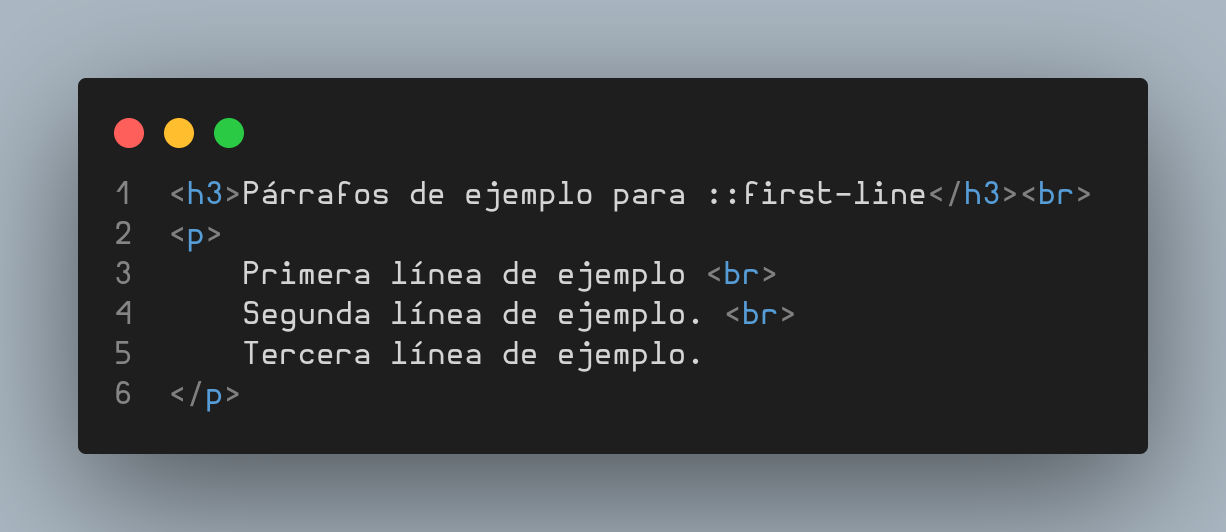 1 <h3>Párrafos de ejemplo para ::first-line</h3><br>
2 <p>
3     Primera línea de ejemplo <br>
4     Segunda línea de ejemplo. <br>
5     Tercera línea de ejemplo.
6 </p>